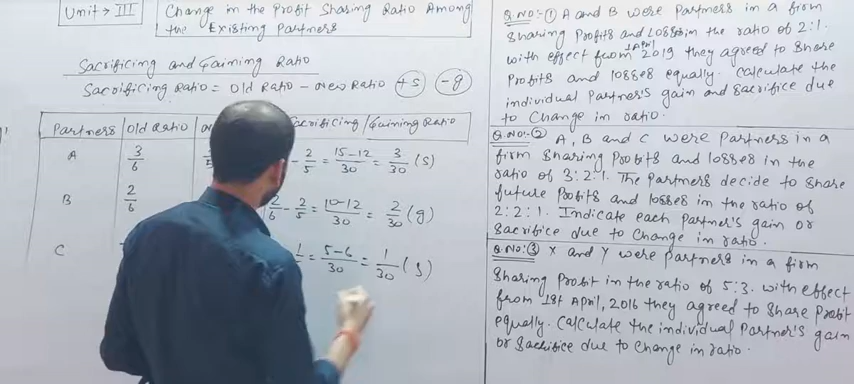 Unit → III
Change in the Profit Sharing Ratio Among
the Existing Partners
Sacrificing and Gaining Ratio
Sacrificing Ratio = Old Ratio - New Ratio +s -g
Partners Old Ratio Sacrificing / Gaining Ratio
A 3/6 - 2/5 = 15-12/30 = 3/30 (s)
B 2/6 2/6 - 2/5 = 10-12/30 = 2/30 (g)
C = 5-6/30 = 1/30 (
Q.No:-① A and B were Partners in a firm
Sharing Profits and Losses in the ratio of 2:1.
with effect from 1 April 2019 they agreed to Share
Profits and losses equally. Calculate the
individual Partner's gain and Sacrifice due
to Change in ratio.
Q.No:-② A, B and C were Partners in a
firm Sharing Profits and losses in the
ratio of 3:2:1. The Partners decide to Share
future Profits and losses in the ratio of
2:2:1. Indicate each Partner's gain or
Sacrifice due to Change in ratio.
Q.No:③ X and Y were Partners in a firm
Sharing Profit in the ratio of 5:3. with effect
from 1st April, 2016 they agreed to Share Profit
equally. Calculate the individual Partner's gain
or Sacrifice due to Change in ratio.